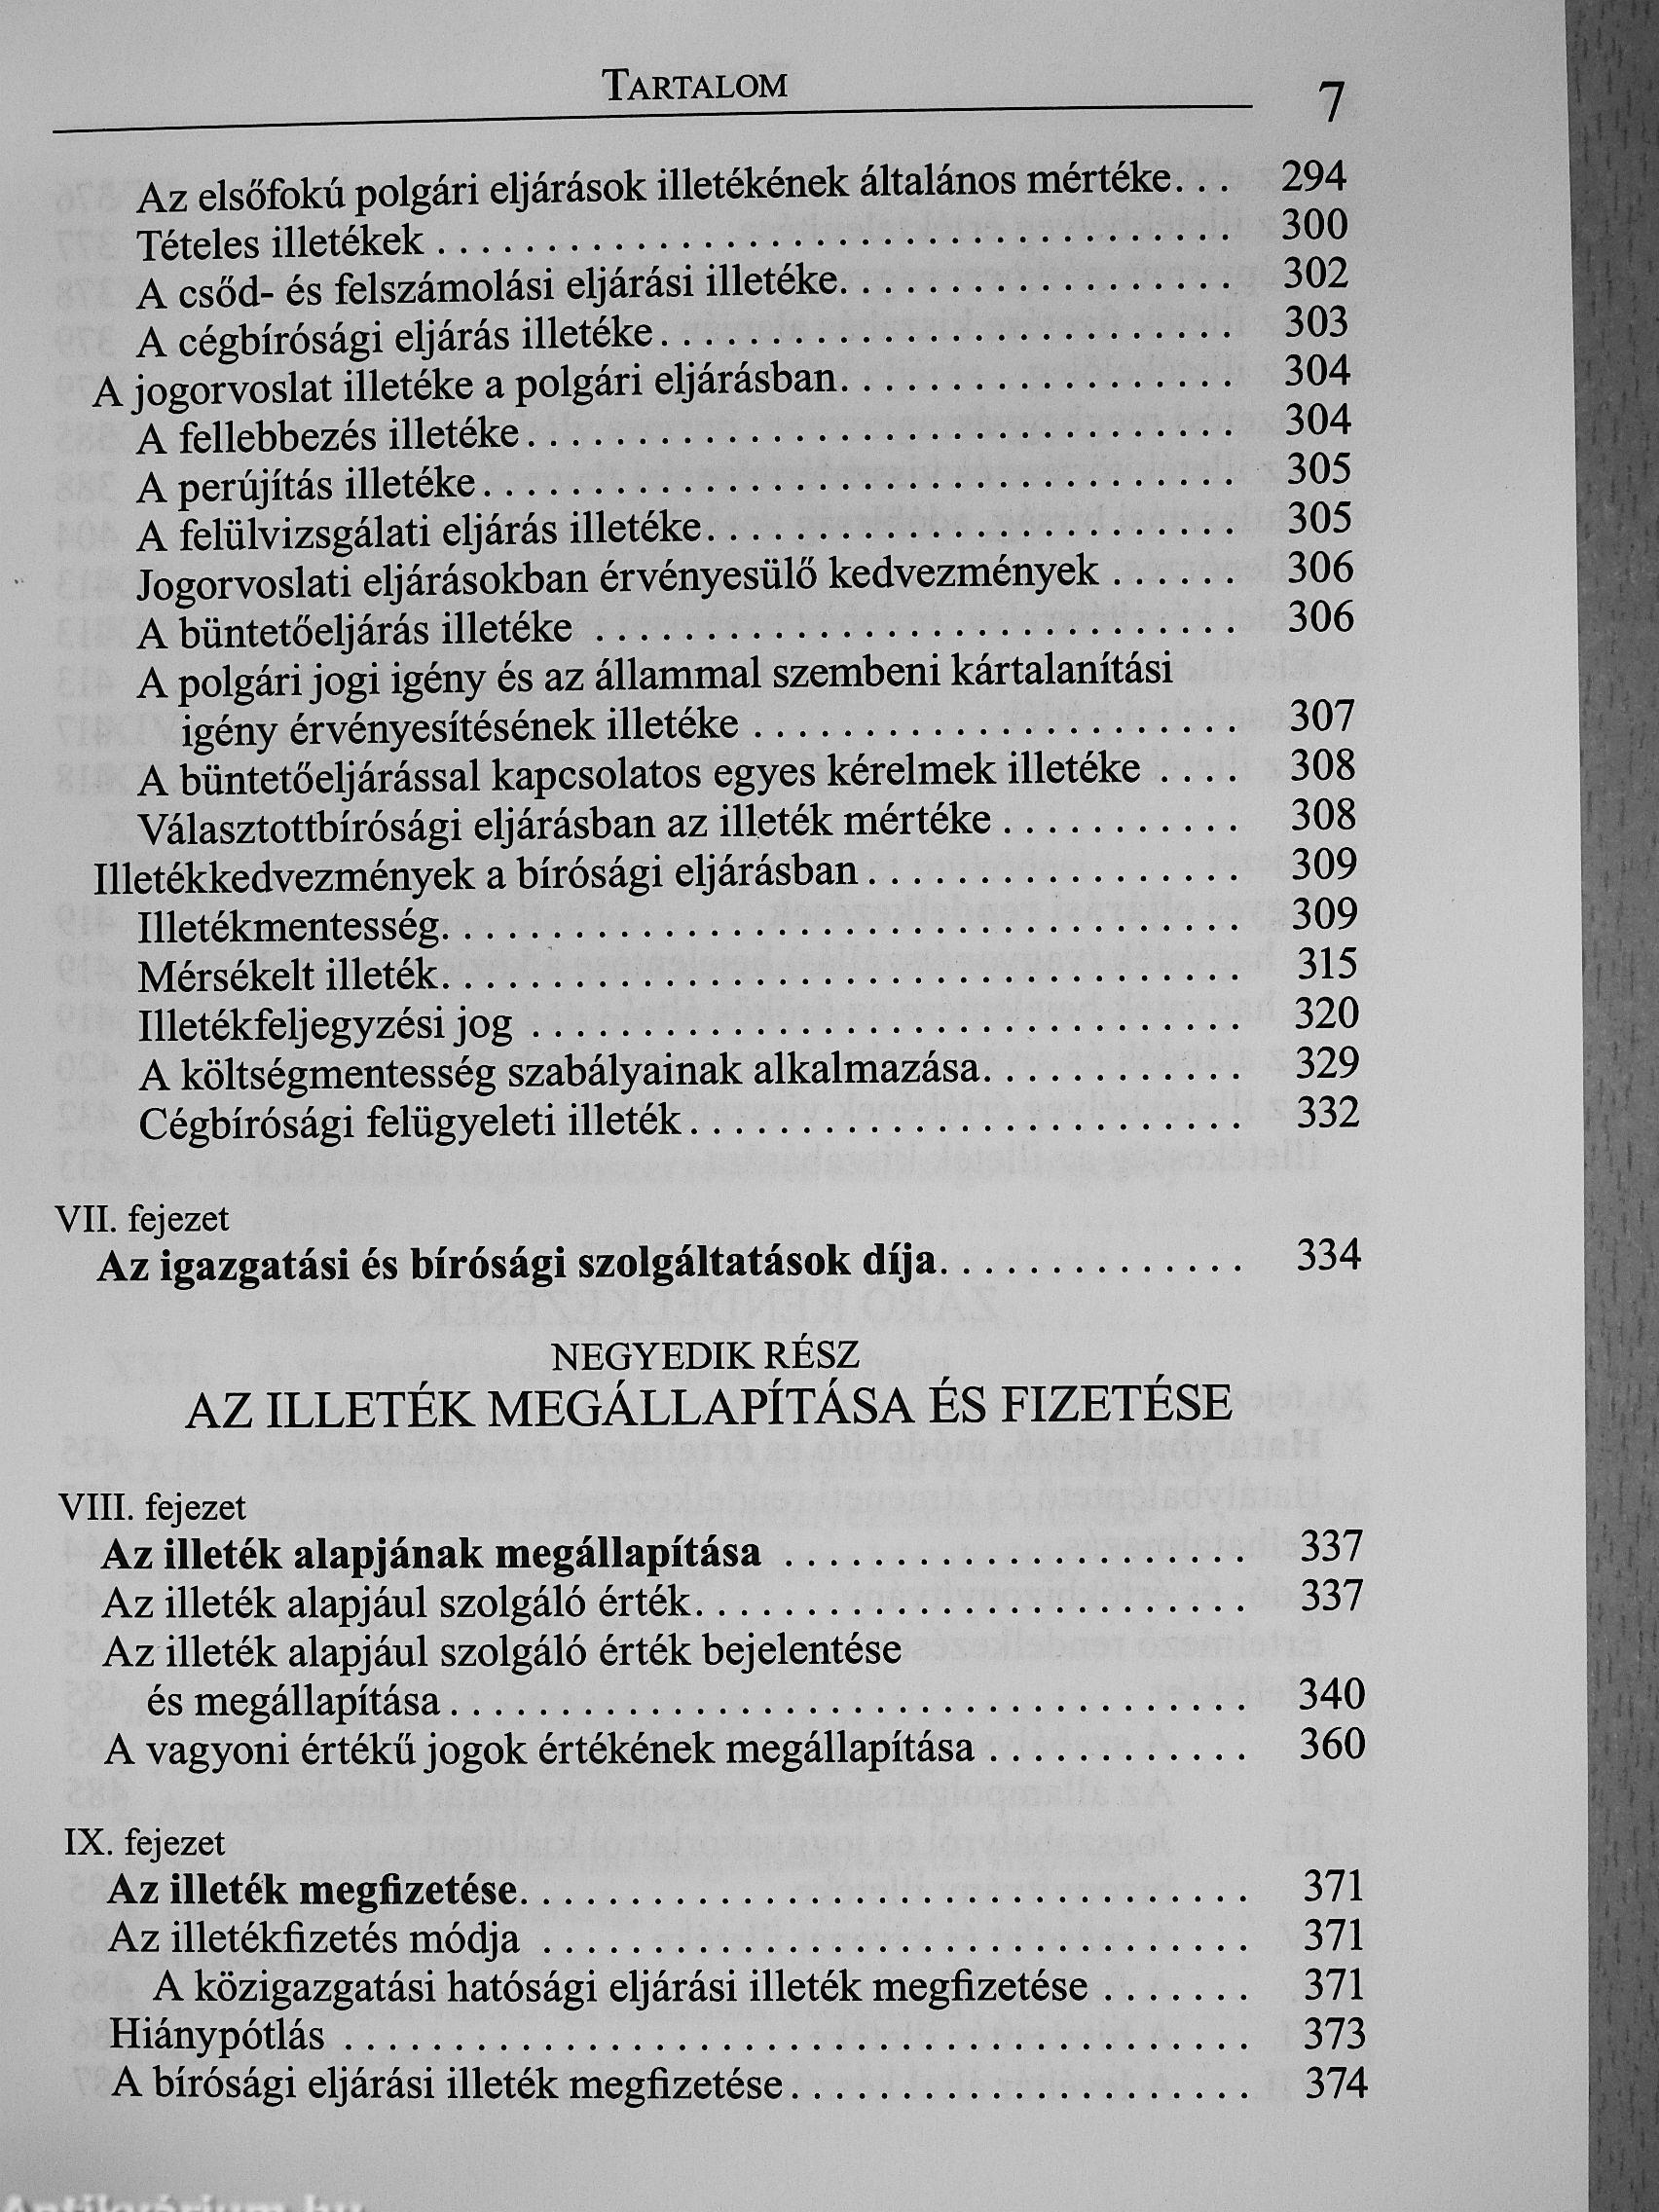 TARTALOM 7
Az elsőfokú polgári eljárások illetékének általános mértéke. . . 294
Tételes illetékek . . . . . . . . . . . . . . . . . . . . . . . . . . . . . . . . . . . . 300
A csőd- és felszámolási eljárási illetéke. . . . . . . . . . . . . . . . . . 302
A cégbírósági eljárás illetéke. . . . . . . . . . . . . . . . . . . . . . . . . . 303
A jogorvoslat illetéke a polgári eljárásban. . . . . . . . . . . . . . . . . . 304
A fellebbezés illetéke. . . . . . . . . . . . . . . . . . . . . . . . . . . . . . . . 304
A perújítás illetéke. . . . . . . . . . . . . . . . . . . . . . . . . . . . . . . . . . 305
A felülvizsgálati eljárás illetéke. . . . . . . . . . . . . . . . . . . . . . . . 305
Jogorvoslati eljárásokban érvényesülő kedvezmények . . . . . . 306
A büntetőeljárás illetéke . . . . . . . . . . . . . . . . . . . . . . . . . . . . . 306
A polgári jogi igény és az állammal szembeni kártalanítási
igény érvényesítésének illetéke . . . . . . . . . . . . . . . . . . . . . . 307
A büntetőeljárással kapcsolatos egyes kérelmek illetéke . . . . 308
Választottbírósági eljárásban az illeték mértéke . . . . . . . . . . . 308
Illetékkedvezmények a bírósági eljárásban . . . . . . . . . . . . . . . . . 309
Illetékmentesség. . . . . . . . . . . . . . . . . . . . . . . . . . . . . . . . . . . . 309
Mérsékelt illeték. . . . . . . . . . . . . . . . . . . . . . . . . . . . . . . . . . . . 315
Illetékfeljegyzési jog . . . . . . . . . . . . . . . . . . . . . . . . . . . . . . . . 320
A költségmentesség szabályainak alkalmazása. . . . . . . . . . . . 329
Cégbírósági felügyeleti illeték . . . . . . . . . . . . . . . . . . . . . . . . . 332
VII. fejezet
Az igazgatási és bírósági szolgáltatások díja. . . . . . . . . . . . . . 334
NEGYEDIK RÉSZ
AZ ILLETÉK MEGÁLLAPÍTÁSA ÉS FIZETÉSE
VIII. fejezet
Az illeték alapjának megállapítása . . . . . . . . . . . . . . . . . . . . . 337
Az illeték alapjául szolgáló érték. . . . . . . . . . . . . . . . . . . . . . . . . 337
Az illeték alapjául szolgáló érték bejelentése
és megállapítása. . . . . . . . . . . . . . . . . . . . . . . . . . . . . . . . . . . . 340
A vagyoni értékű jogok értékének megállapítása . . . . . . . . . . . . 360
IX. fejezet
Az illeték megfizetése. . . . . . . . . . . . . . . . . . . . . . . . . . . . . . . . . 371
Az illetékfizetés módja . . . . . . . . . . . . . . . . . . . . . . . . . . . . . . . . 371
A közigazgatási hatósági eljárási illeték megfizetése . . . . . . . 371
Hiánypótlás . . . . . . . . . . . . . . . . . . . . . . . . . . . . . . . . . . . . . . . . . 373
A bírósági eljárási illeték megfizetése. . . . . . . . . . . . . . . . . . . . . 374